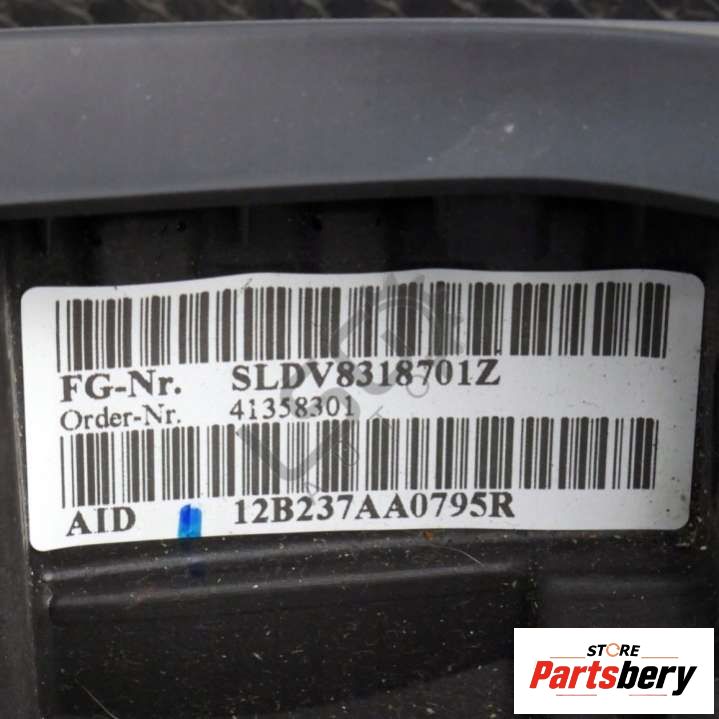 FG-Nr. SLDV8318701Z
Order-Nr. 41358301
AID 12B237AA0795R
STORE
Partsbery